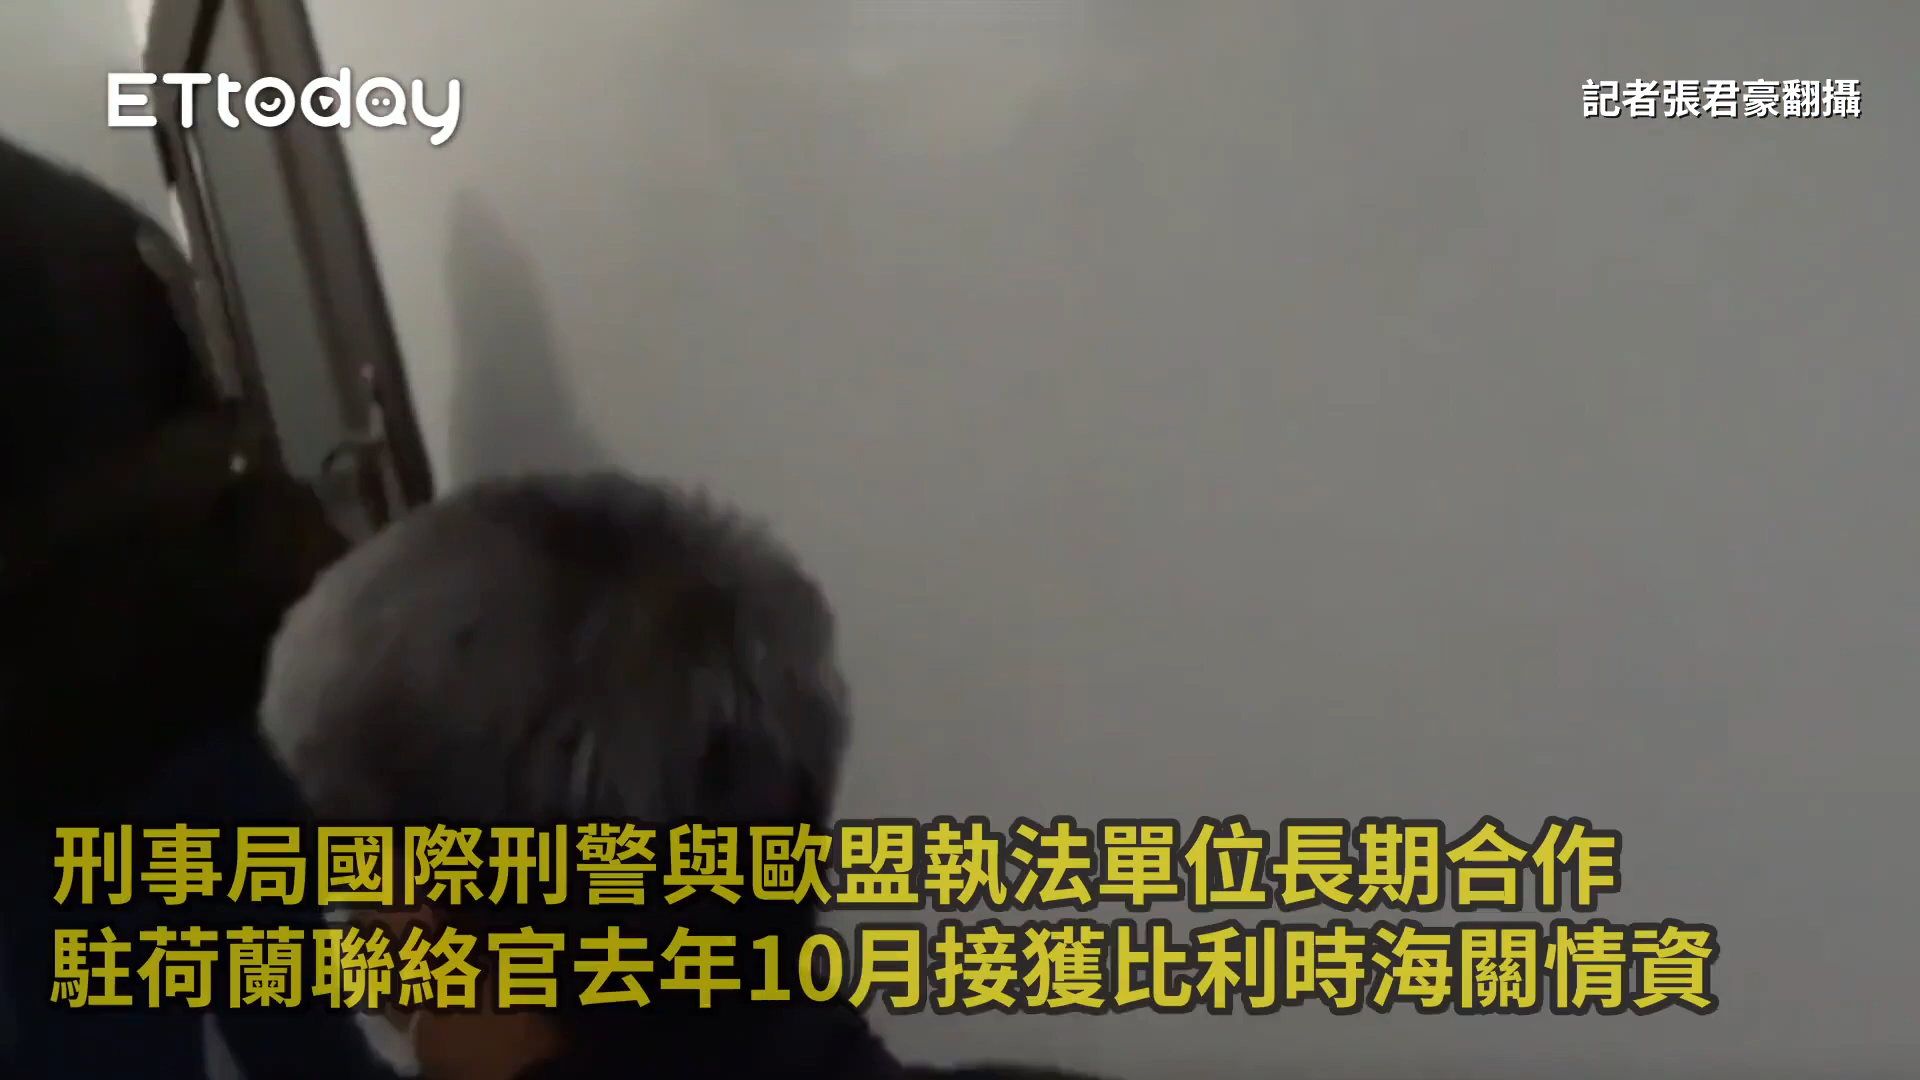 ETtoday
記者張君豪翻攝
刑事局國際刑警與歐盟執法單位長期合作
駐荷蘭聯絡官去年10月接獲比利時海關情資